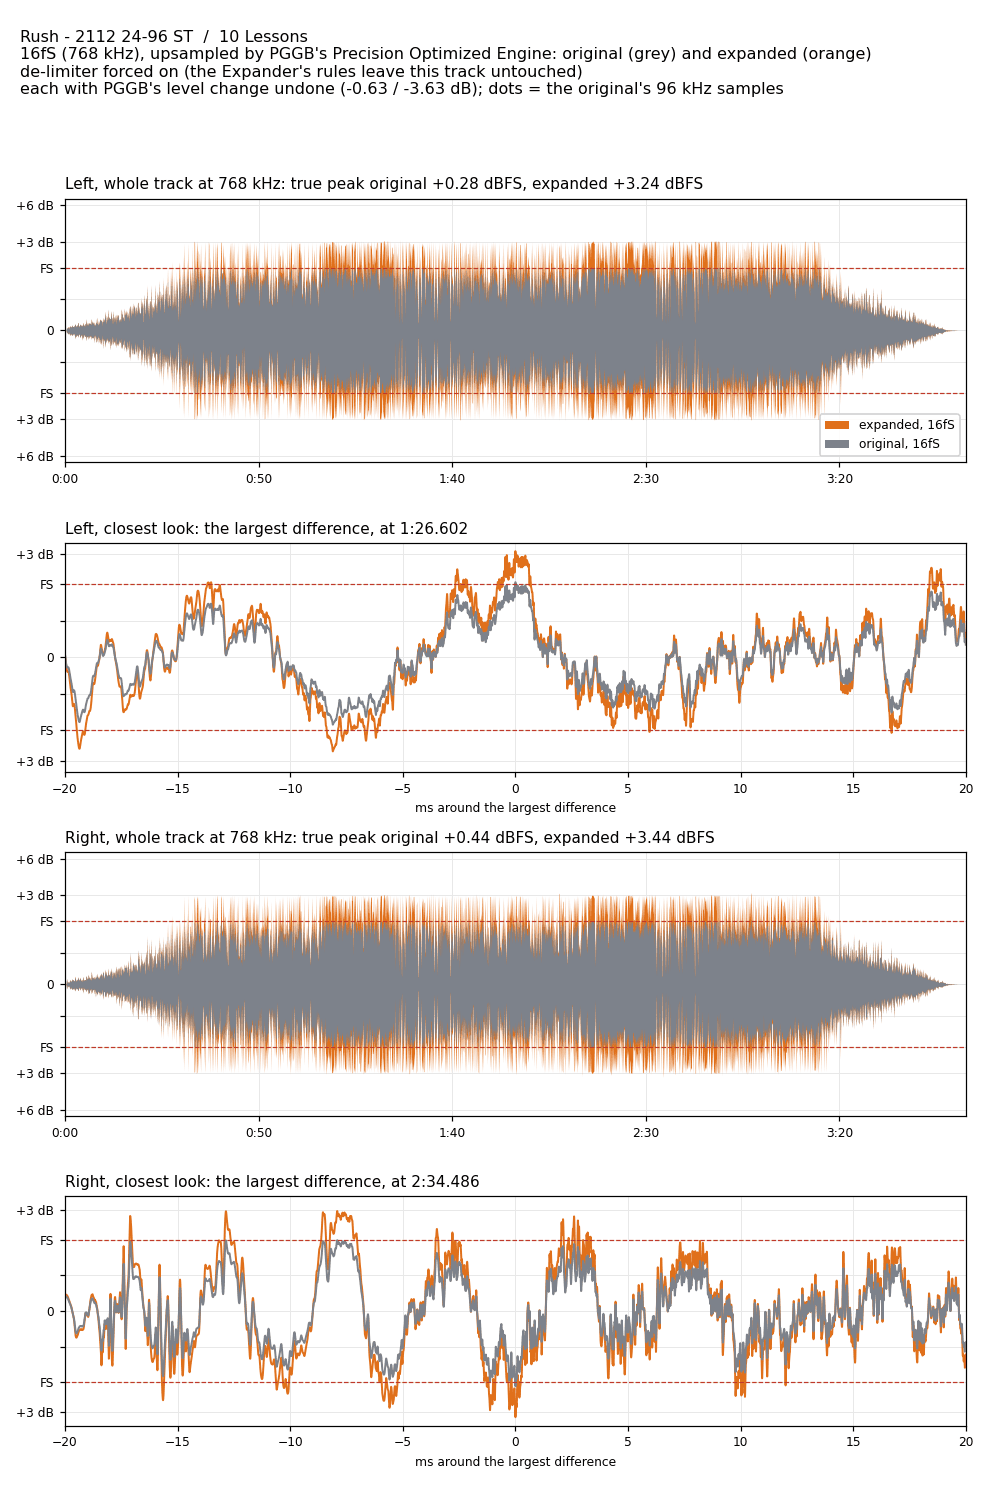 Rush - 2112 24-96 ST  /  10 Lessons
16fS (768 kHz), upsampled by PGGB's Precision Optimized Engine: original (grey) and expanded (orange)
de-limiter forced on (the Expander's rules leave this track untouched)
each with PGGB's level change undone (-0.63 / -3.63 dB); dots = the original's 96 kHz samples
Left, whole track at 768 kHz: true peak original +0.28 dBFS, expanded +3.24 dBFS
+6 dB
+3 dB
FS
0
FS
+3 dB
+6 dB
expanded, 16fS
original, 16fS
0:00 0:50 1:40 2:30 3:20
Left, closest look: the largest difference, at 1:26.602
+3 dB
FS
0
FS
+3 dB
−20 −15 −10 −5 0 5 10 15 20
ms around the largest difference
Right, whole track at 768 kHz: true peak original +0.44 dBFS, expanded +3.44 dBFS
+6 dB
+3 dB
FS
0
FS
+3 dB
+6 dB
0:00 0:50 1:40 2:30 3:20
Right, closest look: the largest difference, at 2:34.486
+3 dB
FS
0
FS
+3 dB
−20 −15 −10 −5 0 5 10 15 20
ms around the largest difference